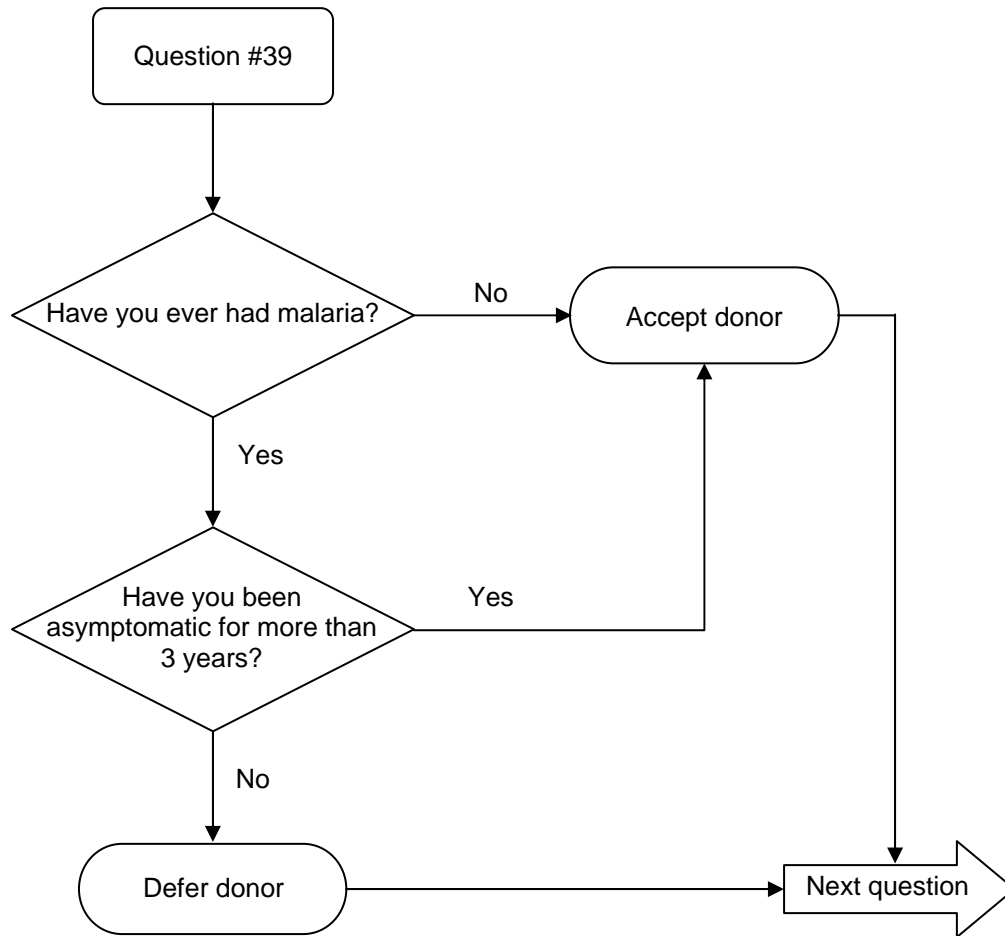 Question #39
Have you ever had malaria?
No
Accept donor
Yes
Have you been
asymptomatic for more than
3 years?
Yes
No
Defer donor
Next question